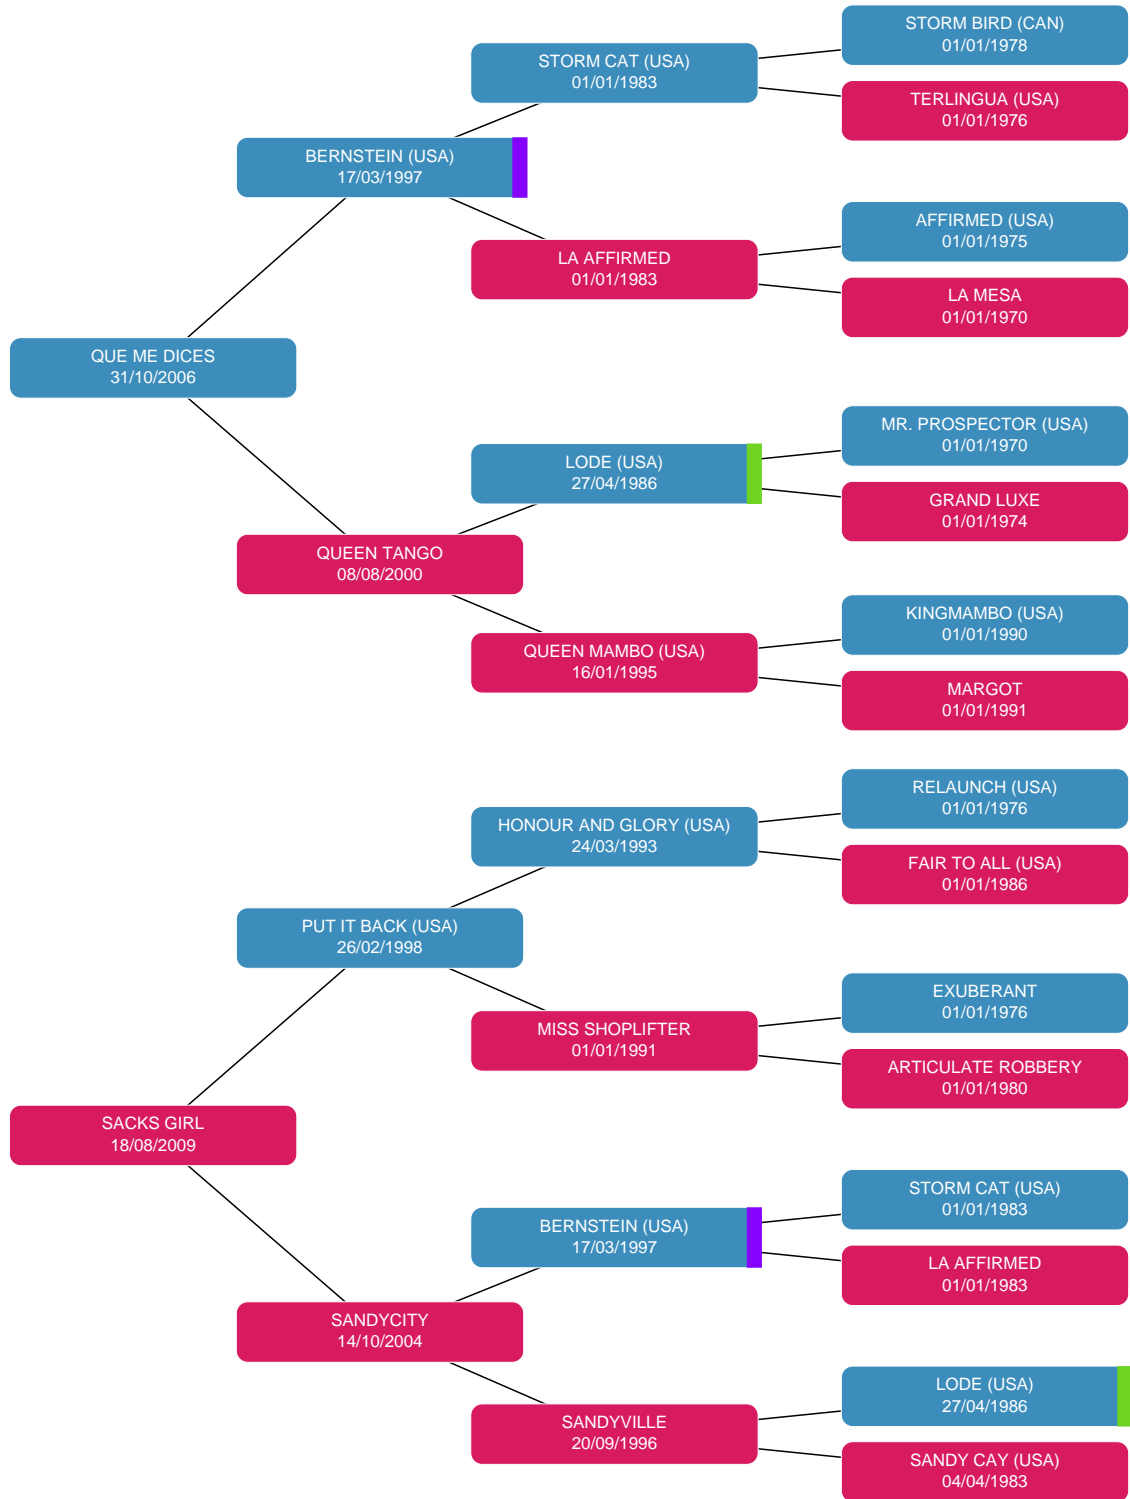 STORM BIRD (CAN)
01/01/1978
STORM CAT (USA)
01/01/1983
TERLINGUA (USA)
01/01/1976
BERNSTEIN (USA)
17/03/1997
AFFIRMED (USA)
01/01/1975
LA AFFIRMED
01/01/1983
LA MESA
01/01/1970
QUE ME DICES
31/10/2006
MR. PROSPECTOR (USA)
01/01/1970
LODE (USA)
27/04/1986
GRAND LUXE
01/01/1974
QUEEN TANGO
08/08/2000
KINGMAMBO (USA)
01/01/1990
QUEEN MAMBO (USA)
16/01/1995
MARGOT
01/01/1991
RELAUNCH (USA)
01/01/1976
HONOUR AND GLORY (USA)
24/03/1993
FAIR TO ALL (USA)
01/01/1986
PUT IT BACK (USA)
26/02/1998
EXUBERANT
01/01/1976
MISS SHOPLIFTER
01/01/1991
ARTICULATE ROBBERY
01/01/1980
SACKS GIRL
18/08/2009
STORM CAT (USA)
01/01/1983
BERNSTEIN (USA)
17/03/1997
LA AFFIRMED
01/01/1983
SANDYCITY
14/10/2004
LODE (USA)
27/04/1986
SANDYVILLE
20/09/1996
SANDY CAY (USA)
04/04/1983